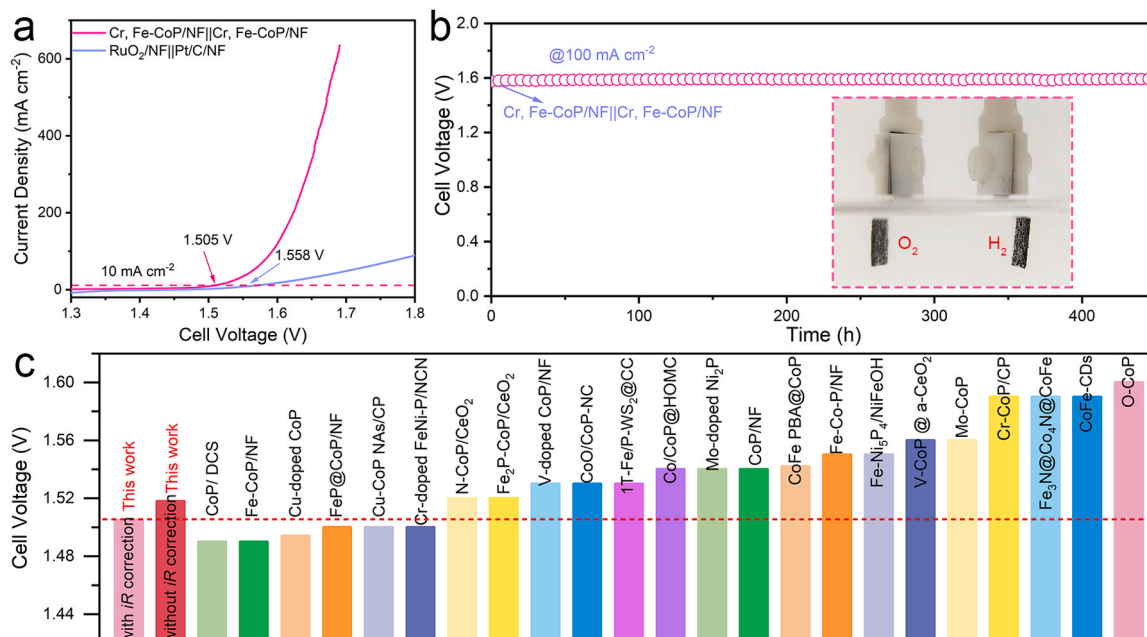 a
Cr, Fe-CoP/NF||Cr, Fe-CoP/NF
RuO₂/NF||Pt/C/NF
Current Density (mA cm⁻²)
600
400
200
0
1.505 V
1.558 V
10 mA cm⁻²
1.3 1.4 1.5 1.6 1.7 1.8
Cell Voltage (V)
b
Cell Voltage (V)
2.0
1.6
1.2
0.8
0.4
0.0
@100 mA cm⁻²
Cr, Fe-CoP/NF||Cr, Fe-CoP/NF
O₂
H₂
0 100 200 300 400
Time (h)
c
Cell Voltage (V)
1.60
1.56
1.52
1.48
1.44
with iR correction
This work
without iR correction
This work
CoP/ DCS
Fe-CoP/NF
Cu-doped CoP
FeP@CoP/NF
Cu-CoP NAs/CP
Cr-doped FeNi-P/NCN
N-CoP/CeO₂
Fe₂P-CoP/CeO₂
V-doped CoP/NF
CoO/CoP-NC
1T-Fe/P-WS₂@CC
Co/CoP@HOMC
Mo-doped Ni₂P
CoP/NF
CoFe PBA@CoP
Fe-Co-P/NF
Fe-Ni₅P₄/NiFeOH
V-CoP @ a-CeO₂
Mo-CoP
Cr-CoP/CP
Fe₃N@Co₄N@CoFe
CoFe-CDs
O-CoP